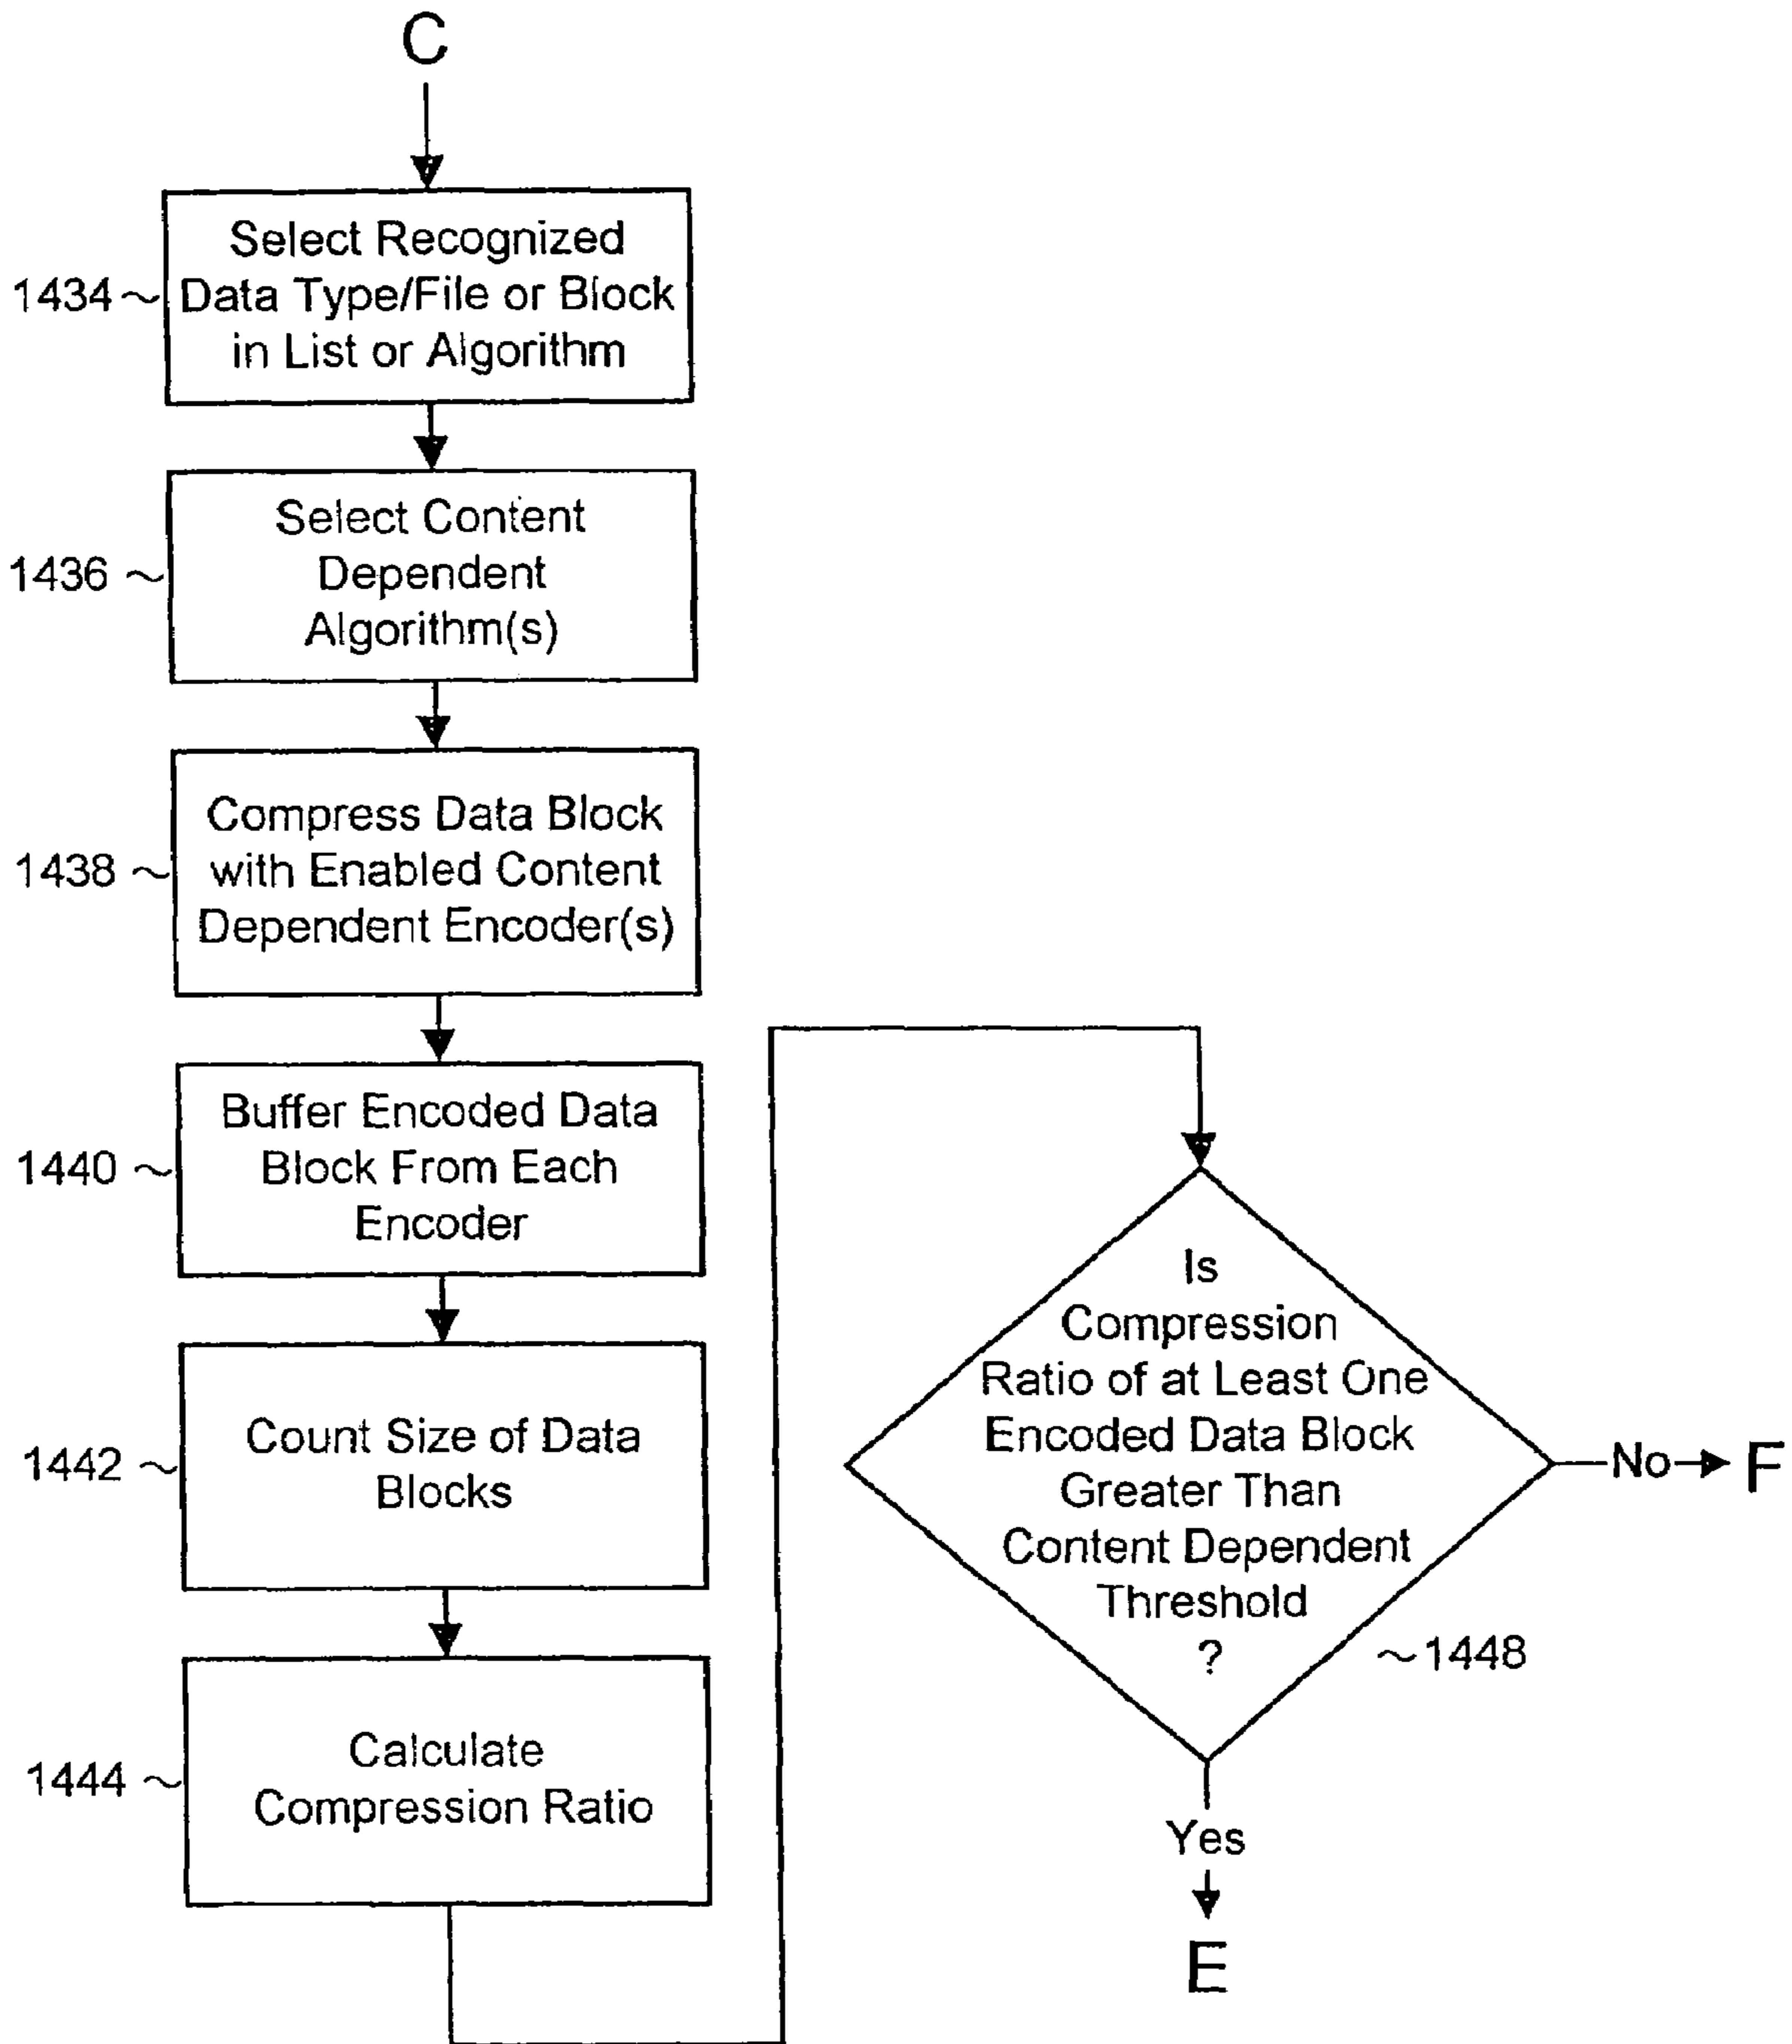 C
1434
Select Recognized
Data Type/File or Block
in List or Algorithm
1436
Select Content
Dependent
Algorithm(s)
1438
Compress Data Block
with Enabled Content
Dependent Encoder(s)
1440
Buffer Encoded Data
Block From Each
Encoder
1442
Count Size of Data
Blocks
1444
Calculate
Compression Ratio
Is
Compression
Ratio of at Least One
Encoded Data Block
Greater Than
Content Dependent
Threshold
?
1448
No
F
Yes
E